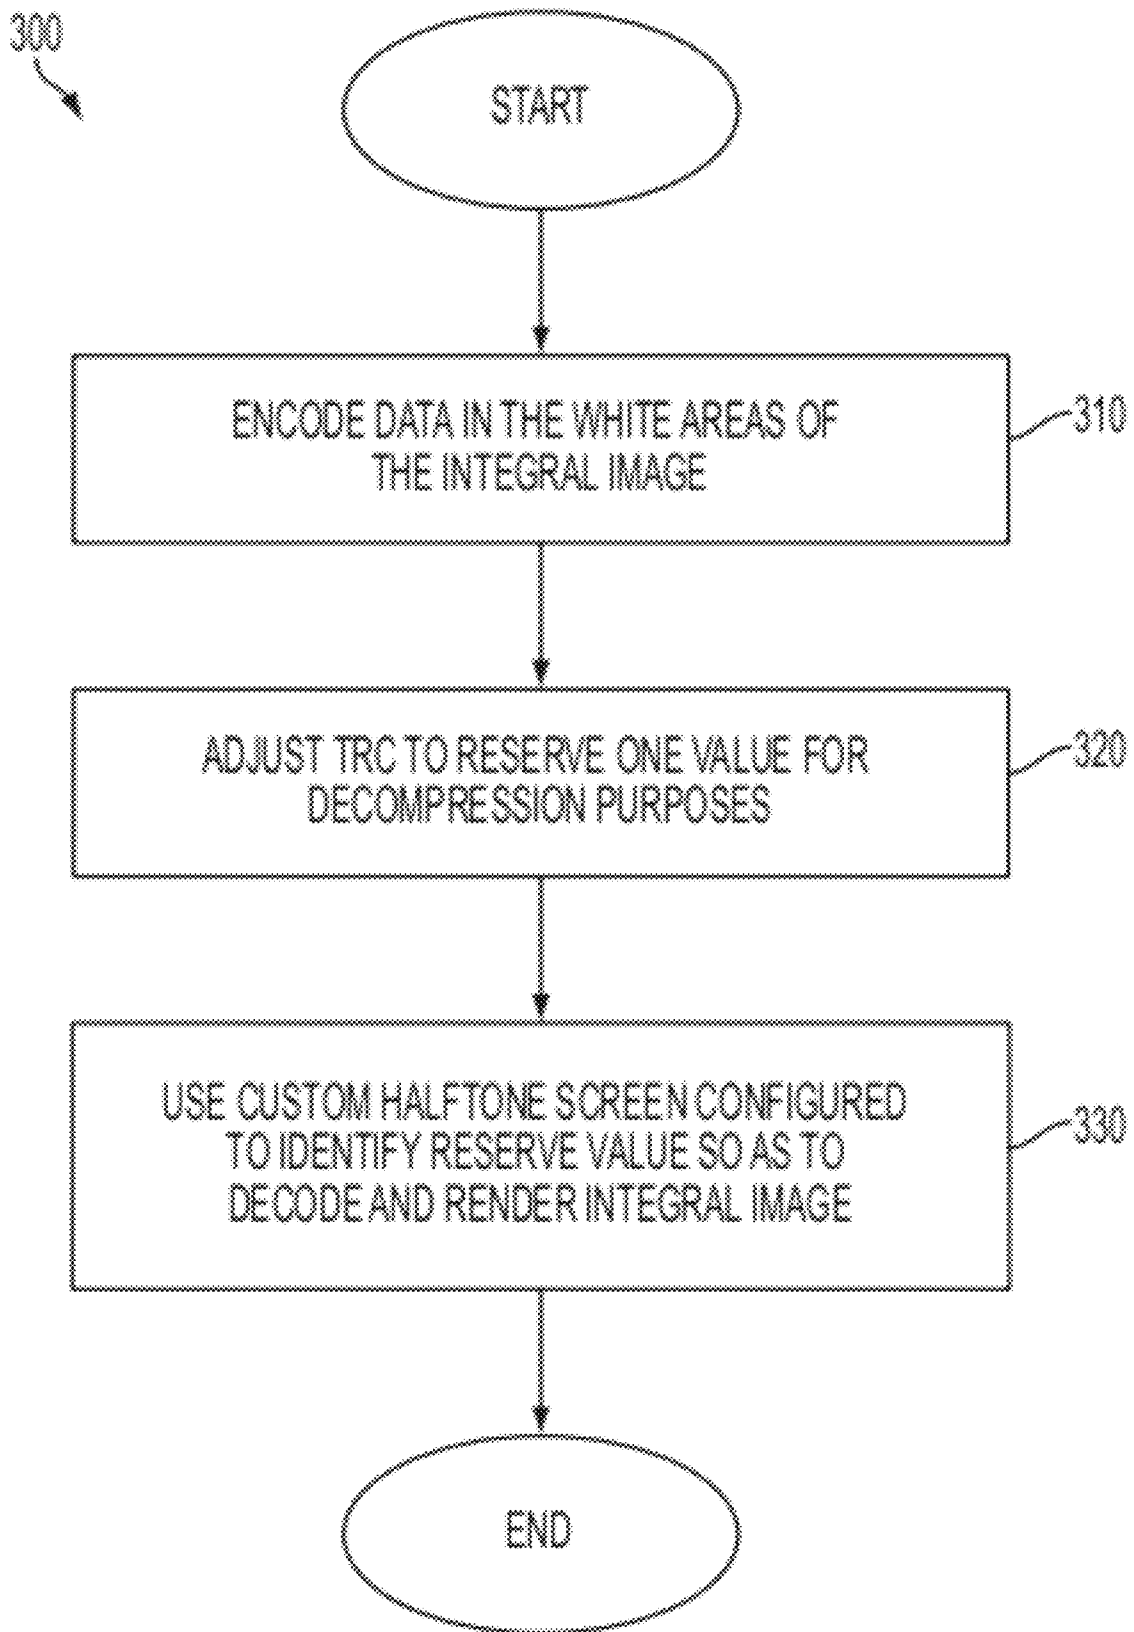 300
START
ENCODE DATA IN THE WHITE AREAS OF
THE INTEGRAL IMAGE
310
ADJUST TRC TO RESERVE ONE VALUE FOR
DECOMPRESSION PURPOSES
320
USE CUSTOM HALFTONE SCREEN CONFIGURED
TO IDENTIFY RESERVE VALUE SO AS TO
DECODE AND RENDER INTEGRAL IMAGE
330
END